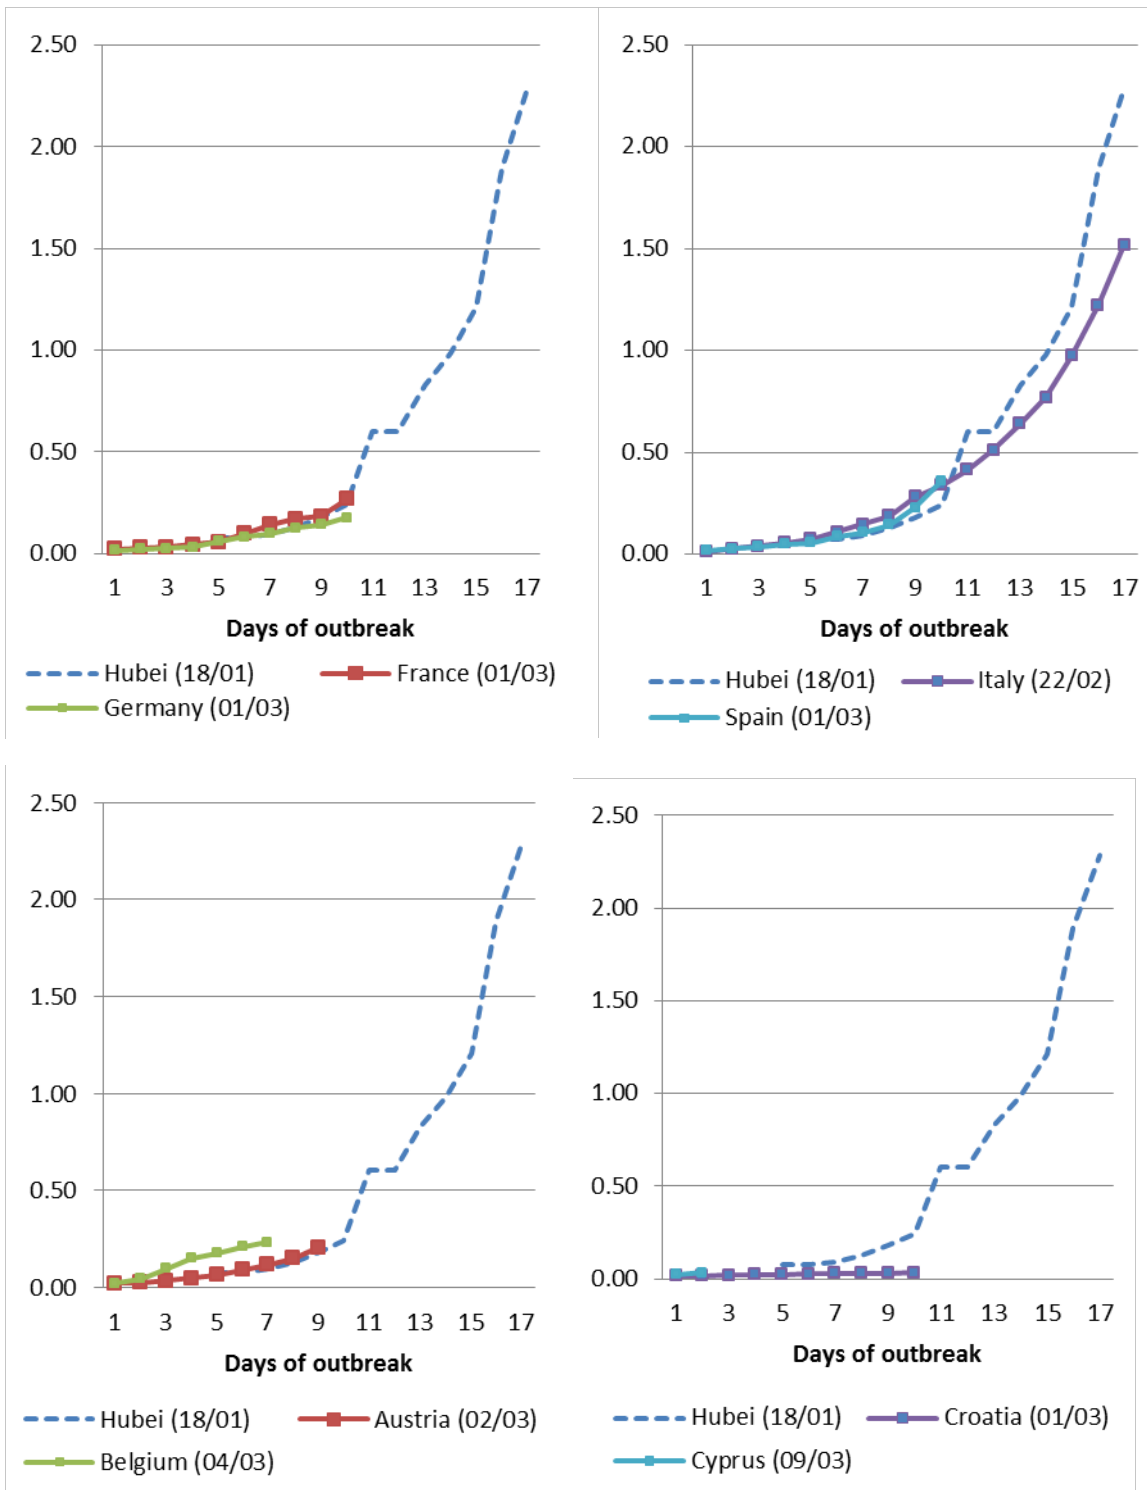 2.50
2.00
1.50
1.00
0.50
0.00
1 3 5 7 9 11 13 15 17
Days of outbreak
Hubei (18/01) France (01/03)
Germany (01/03)
2.50
2.00
1.50
1.00
0.50
0.00
1 3 5 7 9 11 13 15 17
Days of outbreak
Hubei (18/01) Italy (22/02)
Spain (01/03)
2.50
2.00
1.50
1.00
0.50
0.00
1 3 5 7 9 11 13 15 17
Days of outbreak
Hubei (18/01) Austria (02/03)
Belgium (04/03)
2.50
2.00
1.50
1.00
0.50
0.00
1 3 5 7 9 11 13 15 17
Days of outbreak
Hubei (18/01) Croatia (01/03)
Cyprus (09/03)